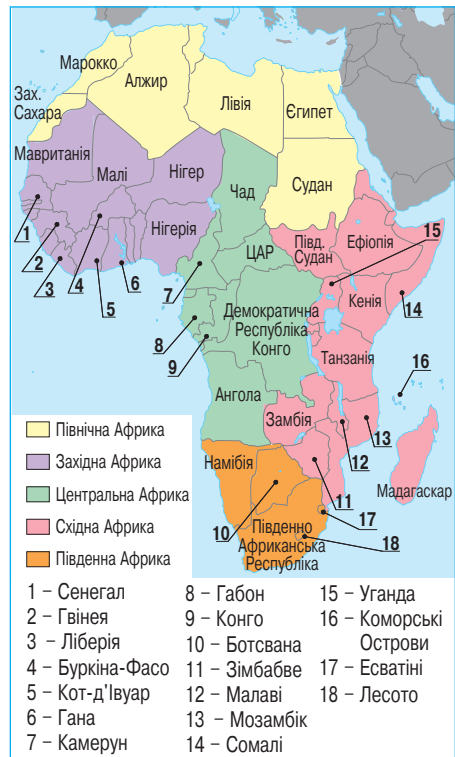 Марокко
Алжир
Лівія
Єгипет
Зах.
Сахара
Мавританія
Малі
Нігер
Чад
Судан
Нігерія
ЦАР
Півд.
Судан
Ефіопія
15
1
2
3
4
5
6
7
Кенія
14
8
9
Демократична
Республіка
Конго
Танзанія
16
Ангола
Замбія
13
12
Мадагаскар
Намібія
11
10
17
18
Південно
Африканська
Республіка
Північна Африка
Західна Африка
Центральна Африка
Східна Африка
Південна Африка
1 – Сенегал
2 – Гвінея
3 – Ліберія
4 – Буркіна-Фасо
5 – Кот-д'Івуар
6 – Гана
7 – Камерун
8 – Габон
9 – Конго
10 – Ботсвана
11 – Зімбабве
12 – Малаві
13 – Мозамбік
14 – Сомалі
15 – Уганда
16 – Коморські
Острови
17 – Есватіні
18 – Лесото